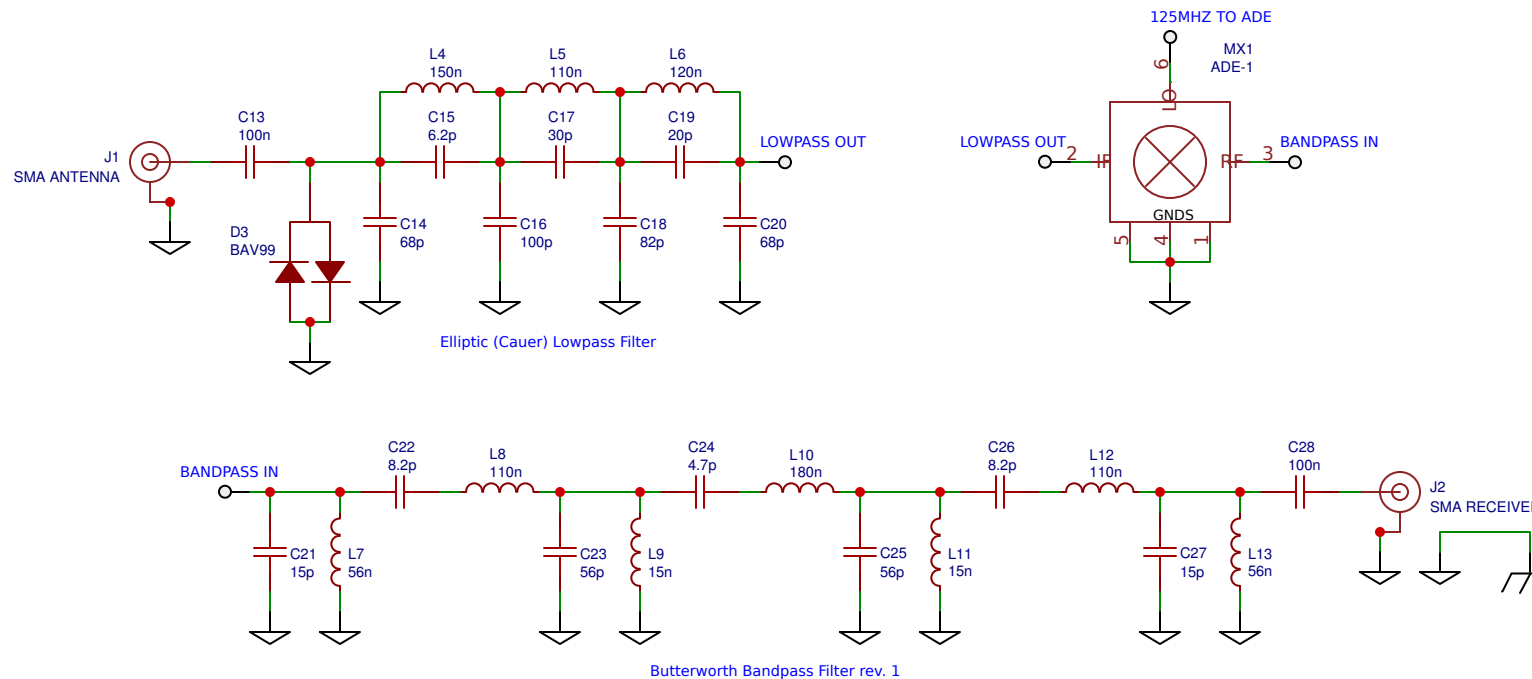 125MHZ TO ADE
MX1
ADE-1
6
LO
LOWPASS OUT
2
IF
RF
3
BANDPASS IN
GNDS
5
4
1
L4
150n
L5
110n
L6
120n
C13
100n
C15
6.2p
C17
30p
C19
20p
J1
SMA ANTENNA
LOWPASS OUT
D3
BAV99
C14
68p
C16
100p
C18
82p
C20
68p
Elliptic (Cauer) Lowpass Filter
BANDPASS IN
C22
8.2p
L8
110n
C24
4.7p
L10
180n
C26
8.2p
L12
110n
C28
100n
J2
SMA RECEIVE
C21
15p
L7
56n
C23
56p
L9
15n
C25
56p
L11
15n
C27
15p
L13
56n
Butterworth Bandpass Filter rev. 1